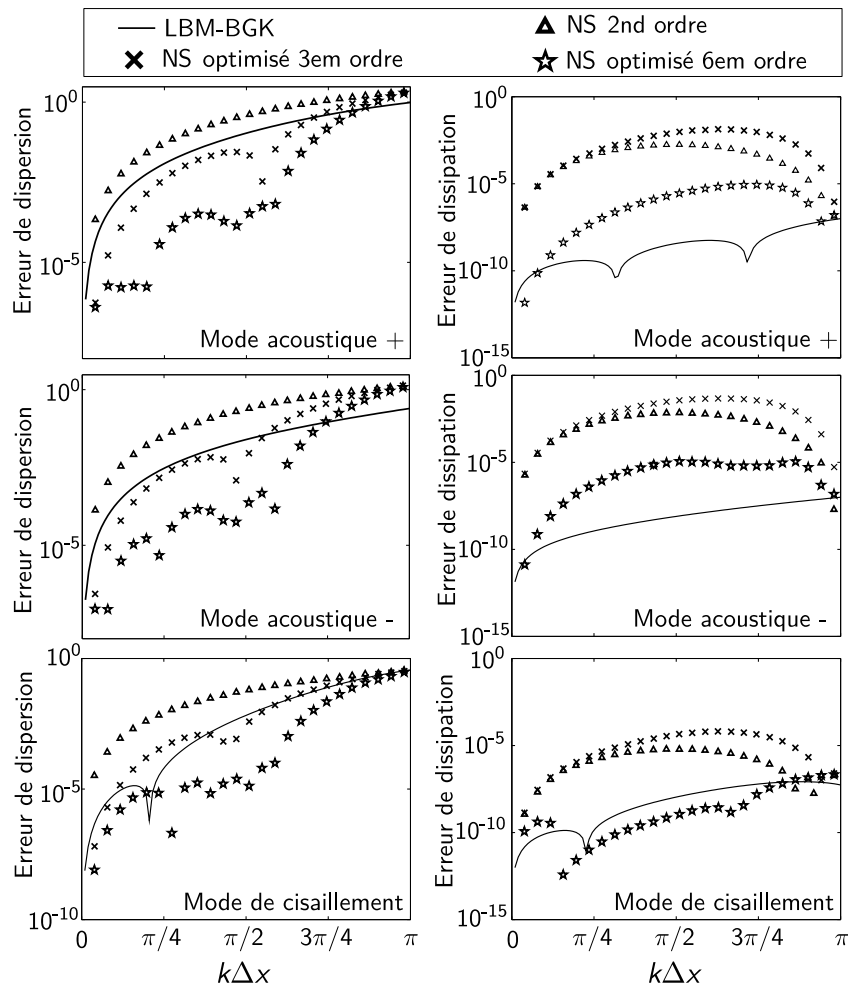 LBM-BGK
NS 2nd ordre
NS optimisé 3em ordre
NS optimisé 6em ordre
Erreur de dispersion
10^0
10^-5
Mode acoustique +
Erreur de dissipation
10^0
10^-5
10^-10
10^-15
Mode acoustique +
Erreur de dispersion
10^0
10^-5
Mode acoustique -
Erreur de dissipation
10^0
10^-5
10^-10
10^-15
Mode acoustique -
Erreur de dispersion
10^0
10^-5
10^-10
Mode de cisaillement
0 π/4 π/2 3π/4 π
kΔx
Erreur de dissipation
10^0
10^-5
10^-10
10^-15
Mode de cisaillement
0 π/4 π/2 3π/4 π
kΔx